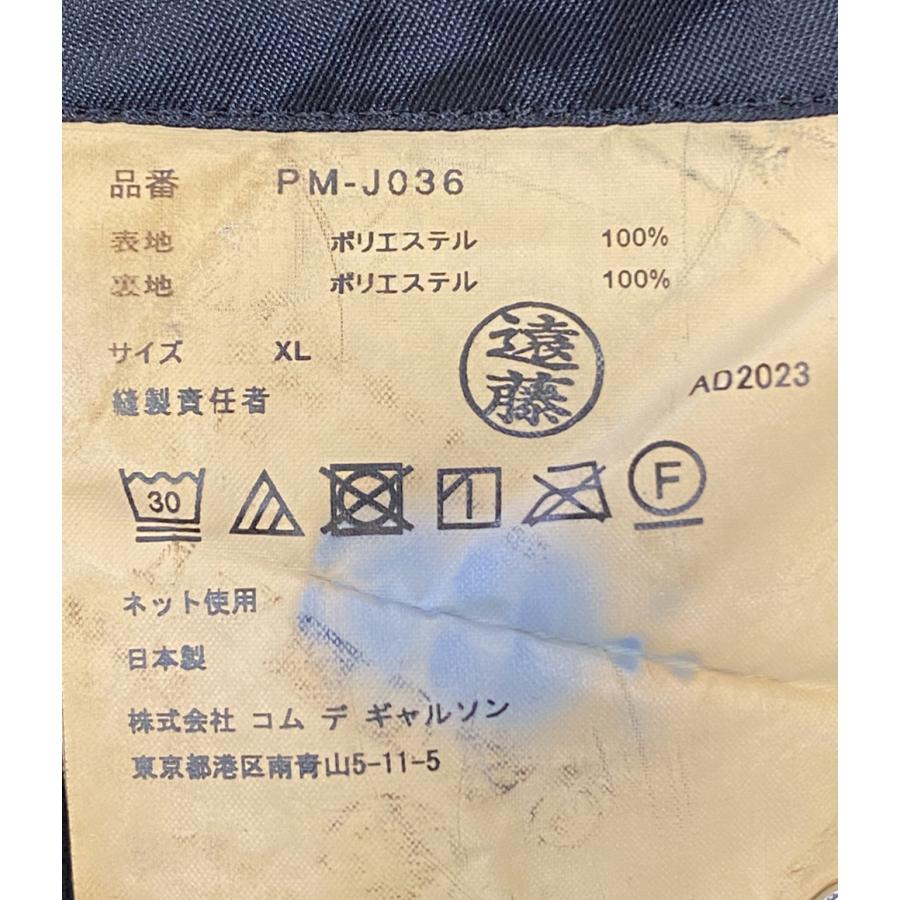 品番 PM-J036
表地 ポリエステル 100%
裏地 ポリエステル 100%
サイズ XL
縫製責任者 遠藤
AD2023
30 F
ネット使用
日本製
株式会社 コム デ ギャルソン
東京都港区南青山5-11-5